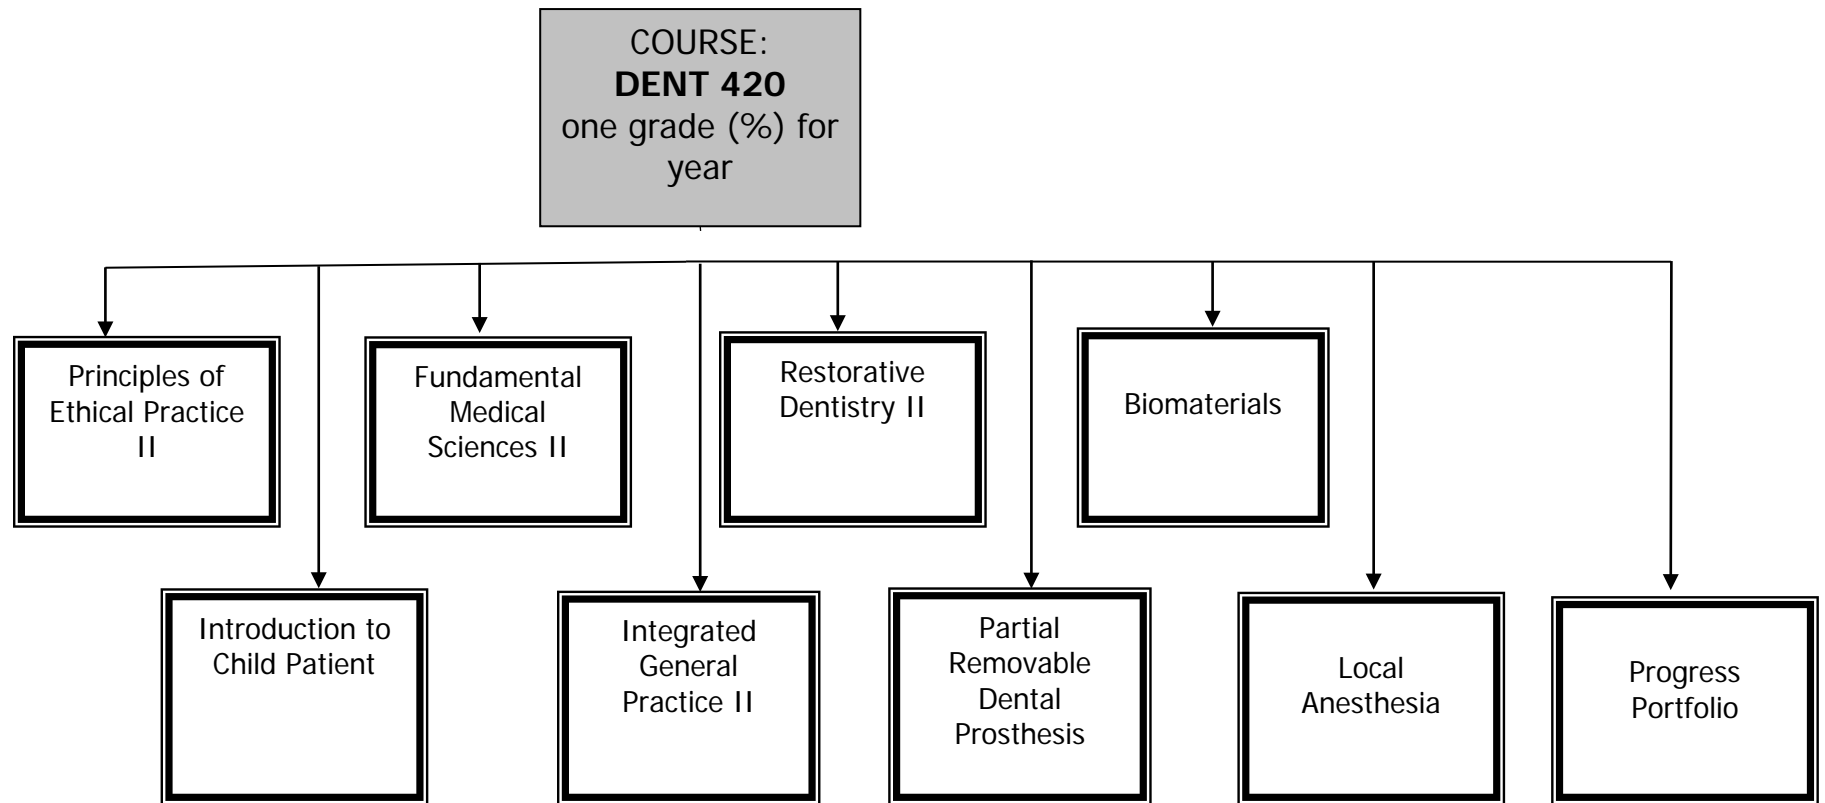 COURSE:
DENT 420
one grade (%) for
year
Principles of
Ethical Practice
II
Fundamental
Medical
Sciences II
Restorative
Dentistry II
Biomaterials
Introduction to
Child Patient
Integrated
General
Practice II
Partial
Removable
Dental
Prosthesis
Local
Anesthesia
Progress
Portfolio